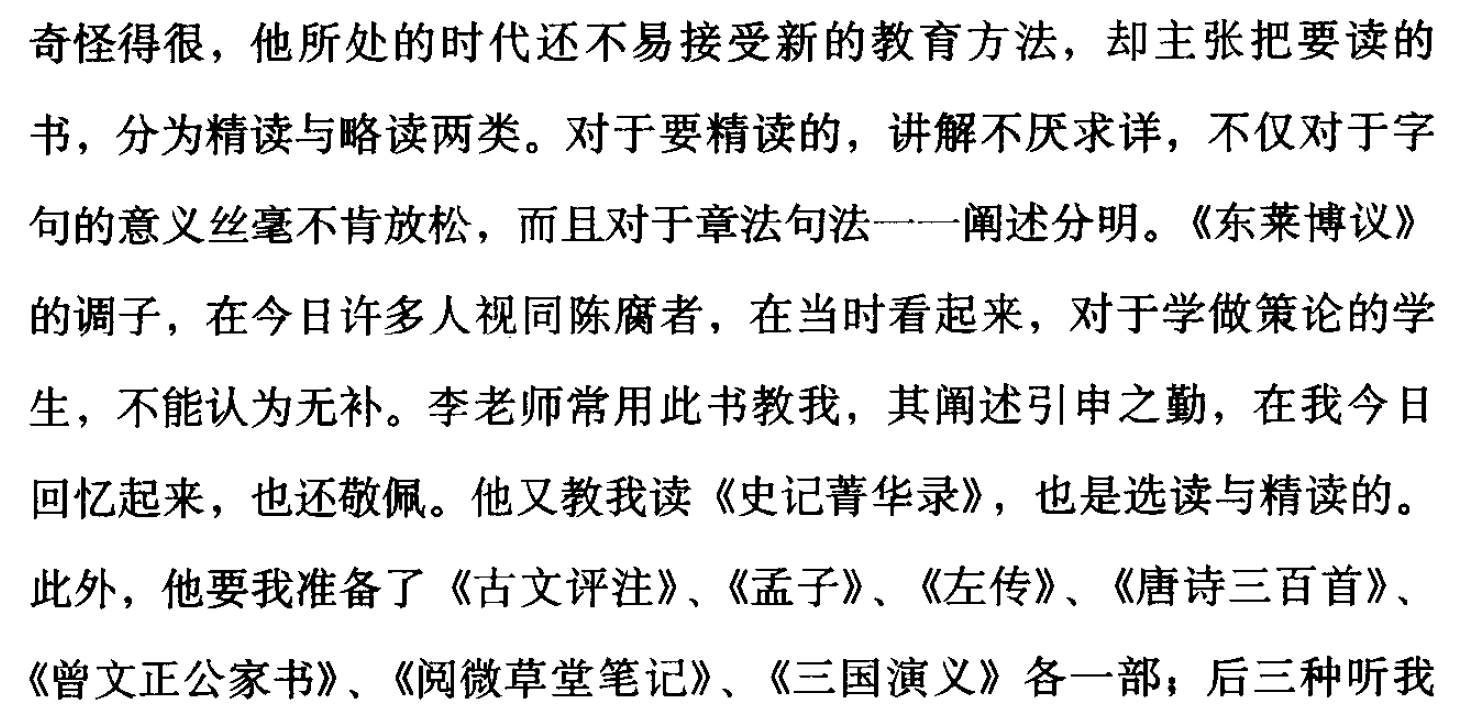 奇怪得很，他所处的时代还不易接受新的教育方法，却主张把要读的
书，分为精读与略读两类。对于要精读的，讲解不厌求详，不仅对于字
句的意义丝毫不肯放松，而且对于章法句法一一阐述分明。《东莱博议》
的调子，在今日许多人视同陈腐者，在当时看起来，对于学做策论的学
生，不能认为无补。李老师常用此书教我，其阐述引申之勤，在我今日
回忆起来，也还敬佩。他又教我读《史记菁华录》，也是选读与精读的。
此外，他要我准备了《古文评注》、《孟子》、《左传》、《唐诗三百首》、
《曾文正公家书》、《阅微草堂笔记》、《三国演义》各一部；后三种听我